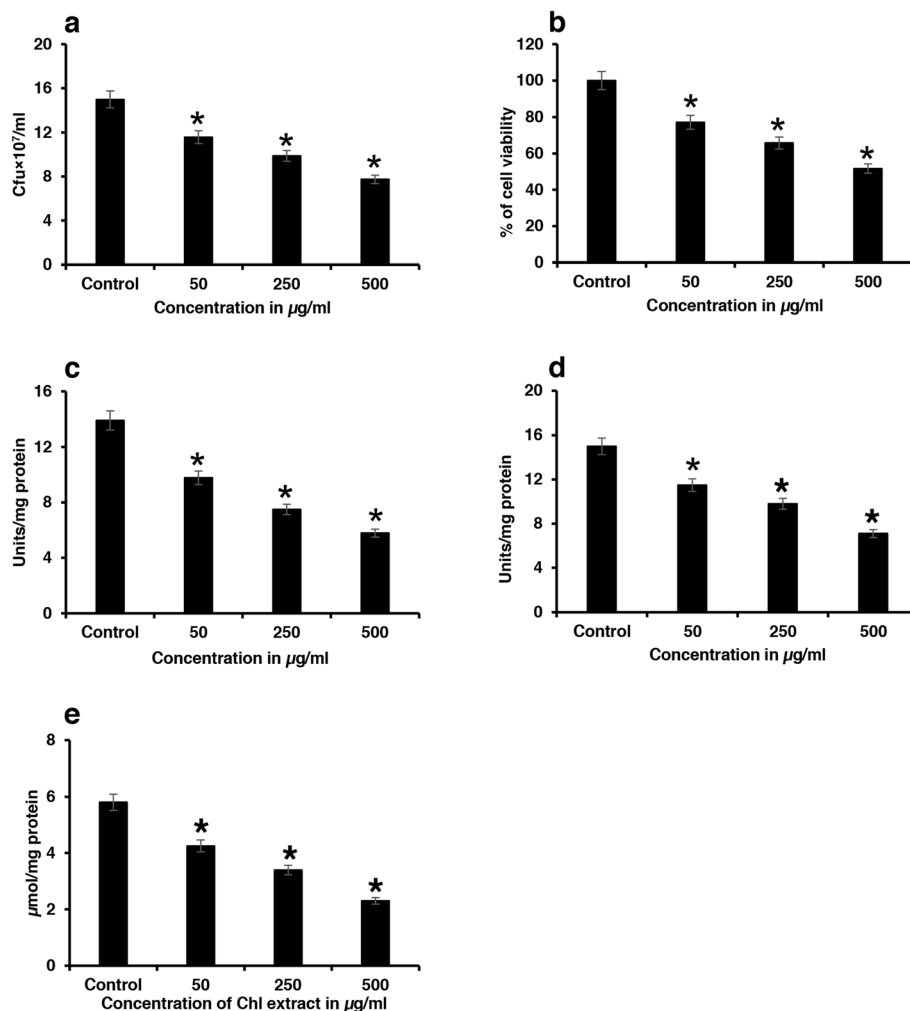 a
20
16
12
8
4
0
Cfu×10⁷/ml
*
*
*
Control 50 250 500
Concentration in µg/ml
b
120
100
80
60
40
20
0
% of cell viability
*
*
*
Control 50 250 500
Concentration in µg/ml
c
16
12
8
4
0
Units/mg protein
*
*
*
Control 50 250 500
Concentration in µg/ml
d
20
16
12
8
4
0
Units/mg protein
*
*
*
Control 50 250 500
Concentration in µg/ml
e
8
6
4
2
0
µmol/mg protein
*
*
*
Control 50 250 500
Concentration of Chl extract in µg/ml